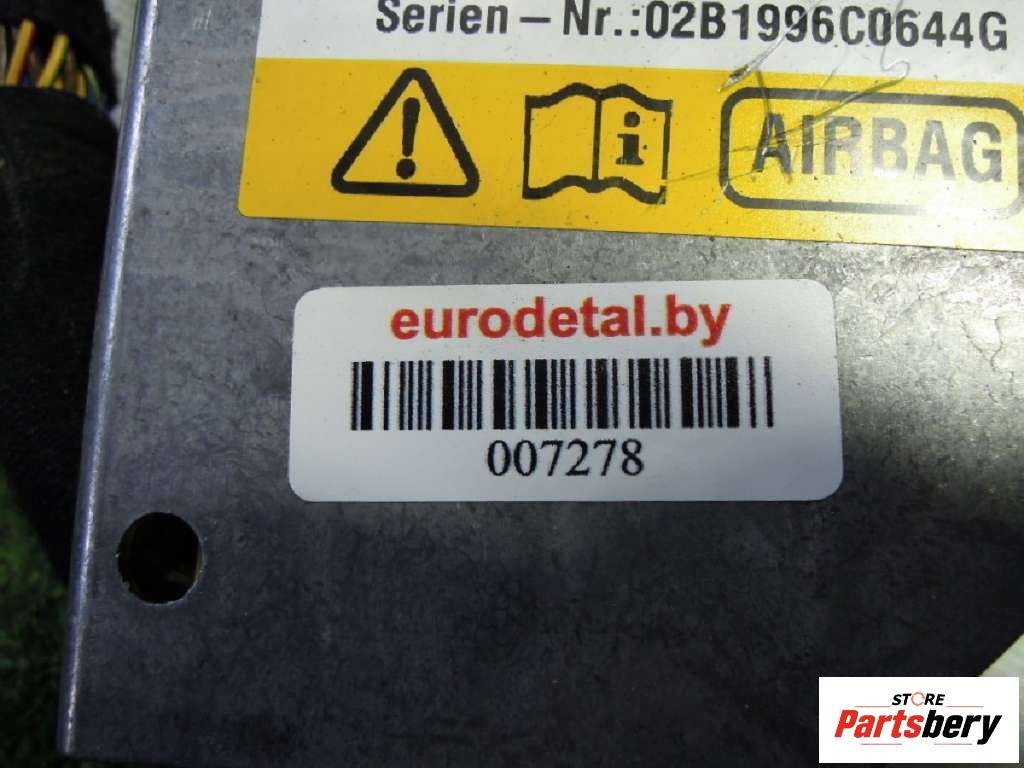 Serien – Nr.:02B1996C0644G
AIRBAG
eurodetal.by
007278
STORE
Partsbery